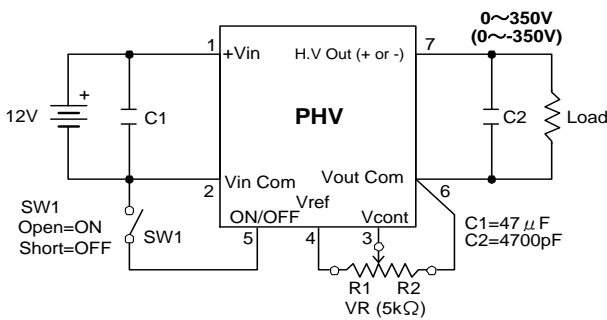 0～350V
(0～-350V)
1
+Vin
H.V Out (+ or -)
7
+
12V
C1
PHV
C2
Load
2
Vin Com
Vout Com
6
SW1
Open=ON
Short=OFF
SW1
Vref
ON/OFF
Vcont
5
4
3
C1=47μF
C2=4700pF
R1
R2
VR (5kΩ)